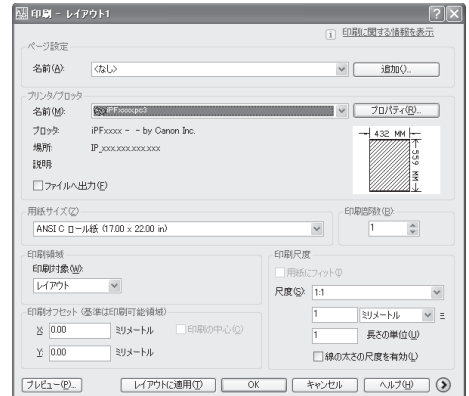 印刷 - レイアウト1
印刷に関する情報を表示
ページ設定
名前(A): <なし> 追加()...
プリンタ/プロッタ
名前(M): iPFxxxx.pc3 プロパティ(R)...
プロッタ: iPFxxxx - - by Canon Inc.
場所: IP_xxx.xxx.xxx.xxx
説明:
ファイルへ出力(F)
432 MM
559 MM
用紙サイズ(Z)
ANSI C ロール紙 (17.00 x 22.00 in)
印刷部数(B):
1
印刷領域
印刷対象(W):
レイアウト
印刷オフセット (基準は印刷可能領域)
X: 0.00 ミリメートル 印刷の中心(C)
Y: 0.00 ミリメートル
印刷尺度
用紙にフィット(I)
尺度(S): 1:1
1 ミリメートル =
1 長さの単位(U)
線の太さの尺度を有効(L)
プレビュー(P)... レイアウトに適用(T) OK キャンセル ヘルプ(H)